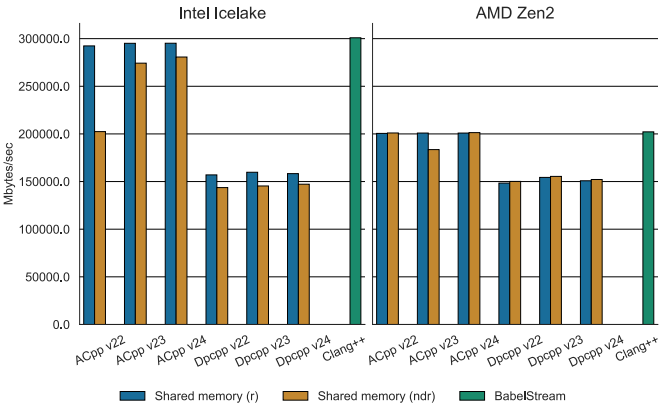 Intel Icelake
AMD Zen2
Mbytes/sec
300000.0
250000.0
200000.0
150000.0
100000.0
50000.0
0.0
ACpp v22
ACpp v23
ACpp v24
Dpcpp v22
Dpcpp v23
Dpcpp v24
Clang++
ACpp v22
ACpp v23
ACpp v24
Dpcpp v22
Dpcpp v23
Dpcpp v24
Clang++
Shared memory (r)
Shared memory (ndr)
BabelStream